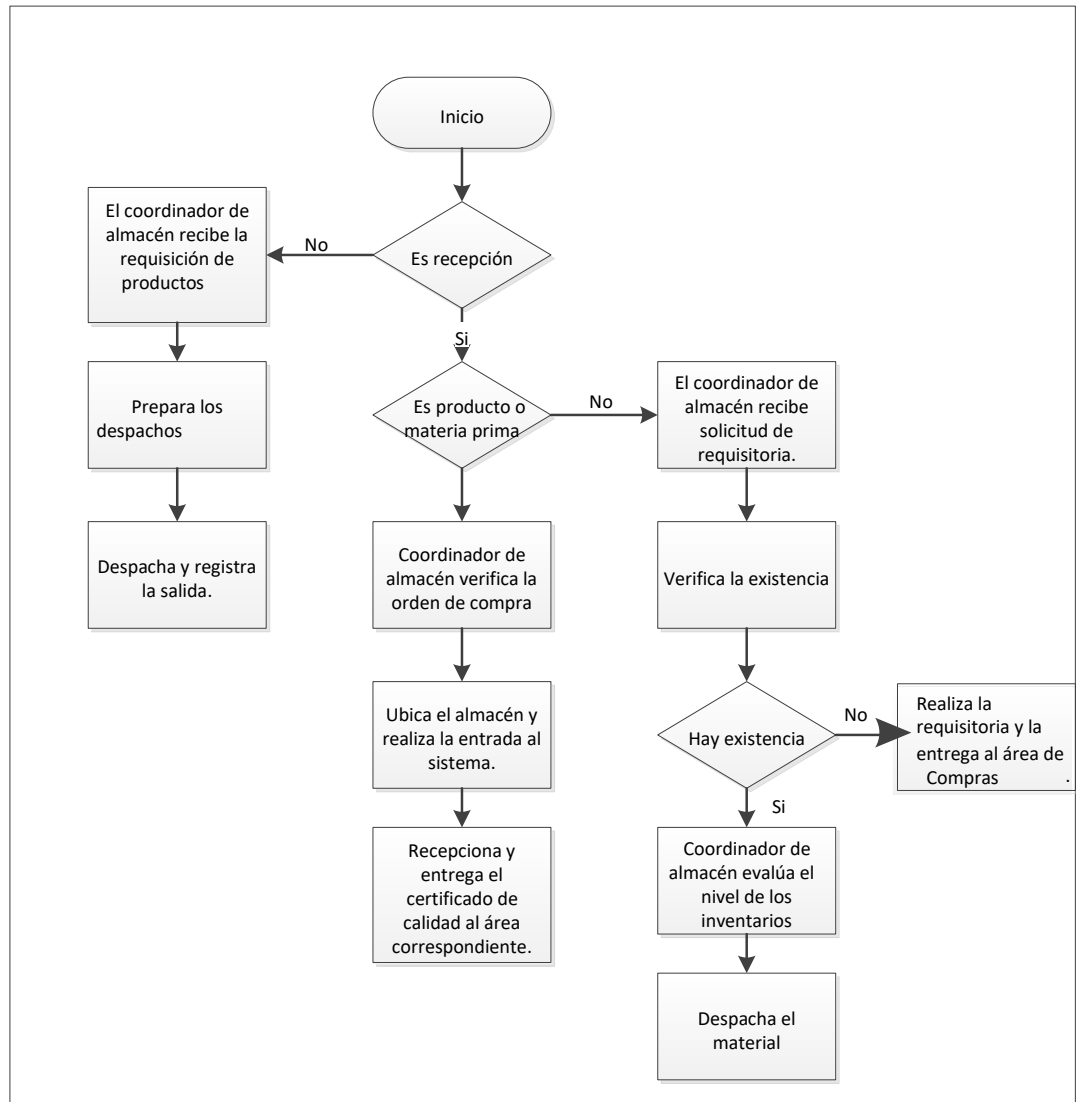 Inicio
El coordinador de
almacén recibe la
requisición de
productos
No
Es recepción
Si
Prepara los
despachos
Es producto o
materia prima
No
El coordinador de
almacén recibe
solicitud de
requisitoria.
Despacha y registra
la salida.
Coordinador de
almacén verifica la
orden de compra
Verifica la existencia
Ubica el almacén y
realiza la entrada al
sistema.
Hay existencia
No
Realiza la
requisitoria y la
entrega al área de
Compras .
Si
Recepciona y
entrega el
certificado de
calidad al área
correspondiente.
Coordinador de
almacén evalúa el
nivel de los
inventarios
Despacha el
material